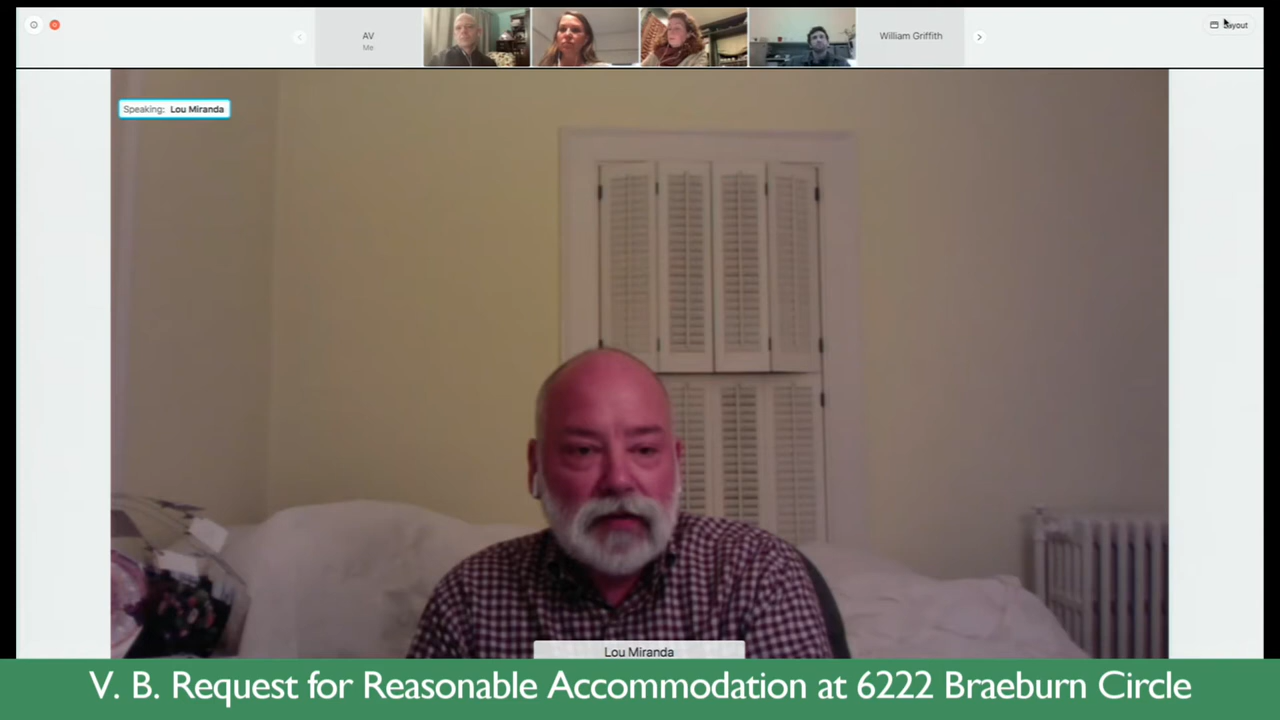 AV
Me
William Griffith
Layout
Speaking: Lou Miranda
Lou Miranda
V. B. Request for Reasonable Accommodation at 6222 Braeburn Circle